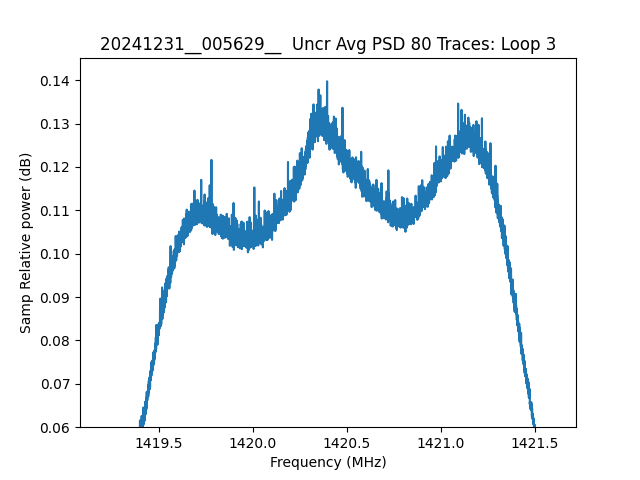 20241231__005629__  Uncr Avg PSD 80 Traces: Loop 3
0.14
0.13
0.12
0.11
0.10
0.09
0.08
0.07
0.06
Samp Relative power (dB)
1419.5 1420.0 1420.5 1421.0 1421.5
Frequency (MHz)